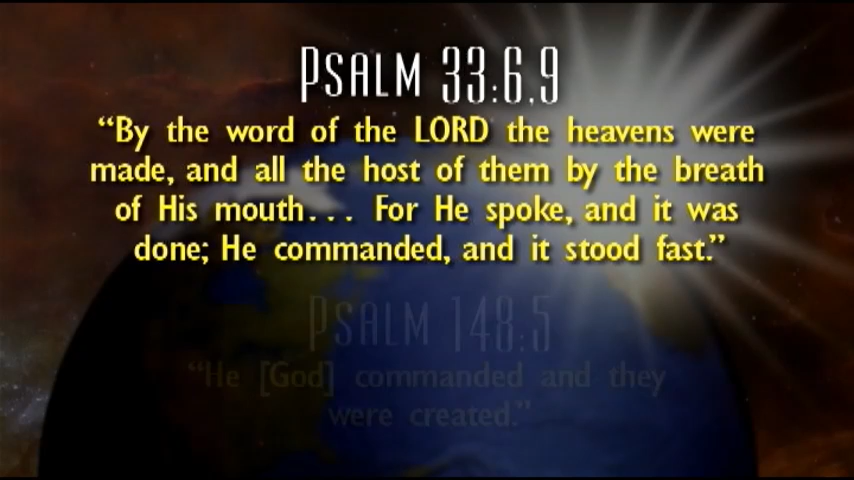 PSALM 33:6,9
“By the word of the LORD the heavens were
made, and all the host of them by the breath
of His mouth... For He spoke, and it was
done; He commanded, and it stood fast.”
PSALM 148:5
“He [God] commanded and they
were created.”